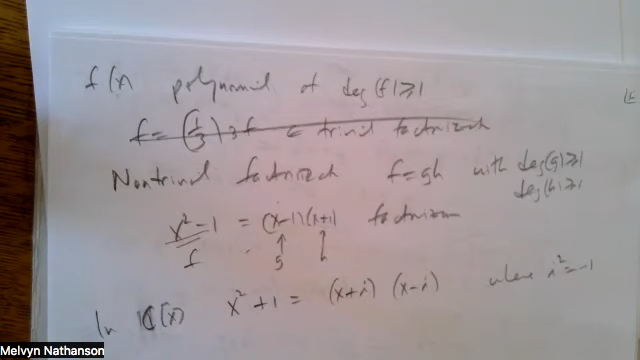 f(x) polynomial of deg(f) ≥ 1
f = (1/3) 3f ← trivial factorization
Nontrivial factorization f = gh with deg(g) ≥ 1
deg(h) ≥ 1
x² - 1 = (x-1)(x+1) factorization
f g h
In ℂ[x] x² + 1 = (x+i) (x-i) where i² = -1
Melvyn Nathanson